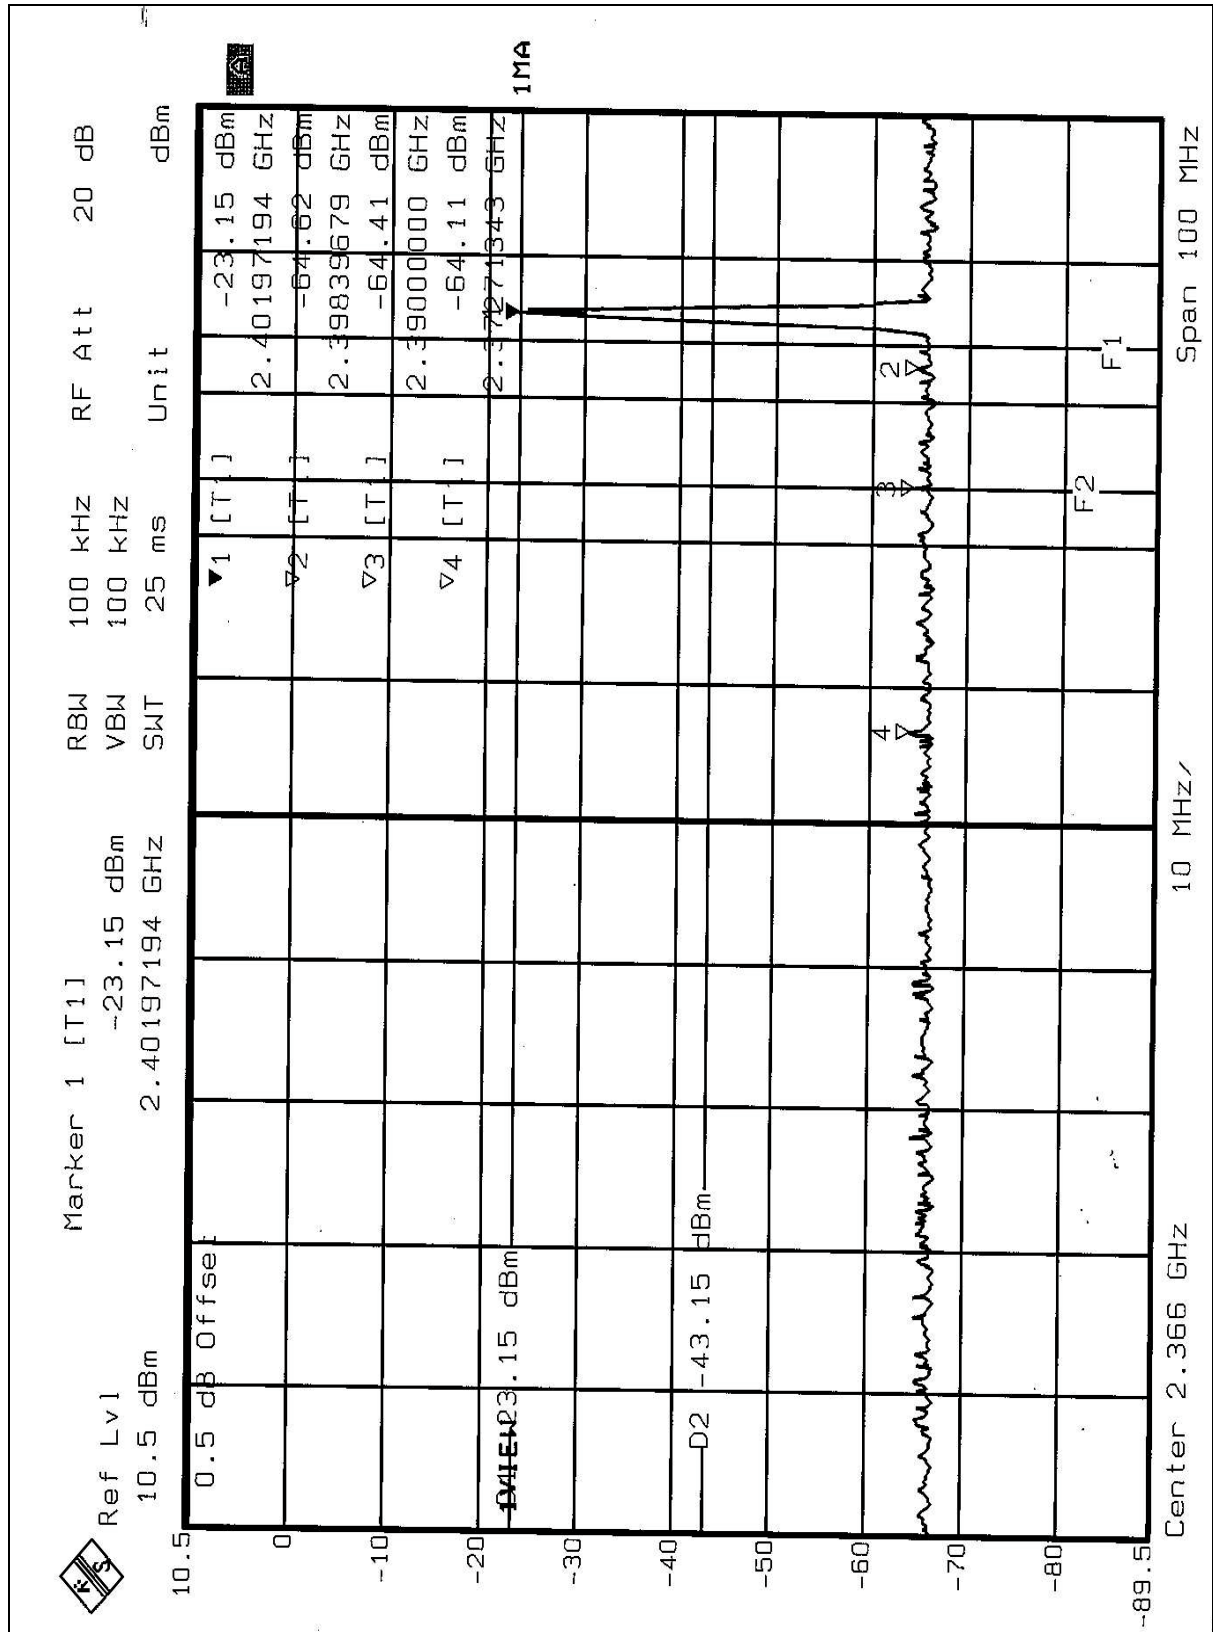 Ref Lvl
10.5 dBm
Marker 1 [T1]
-23.15 dBm
2.40197194 GHz
RBW 100 kHz
VBW 100 kHz
SWT 25 ms
RF Att 20 dB
Unit dBm
10.5
0.5 dB Offset
▼1 [T1] -23.15 dBm
2.40197194 GHz
A
0
▽2 [T1] -64.62 dBm
2.39839679 GHz
-10
▽3 [T1] -64.41 dBm
2.39000000 GHz
-20
▽4 [T1] -64.11 dBm
2.37271343 GHz
1VIEW
23.15 dBm
1MA
-30
-40
D2 -43.15 dBm
-50
-60
4
3
2
-70
-80
F2
F1
-89.5
Center 2.366 GHz
10 MHz/
Span 100 MHz